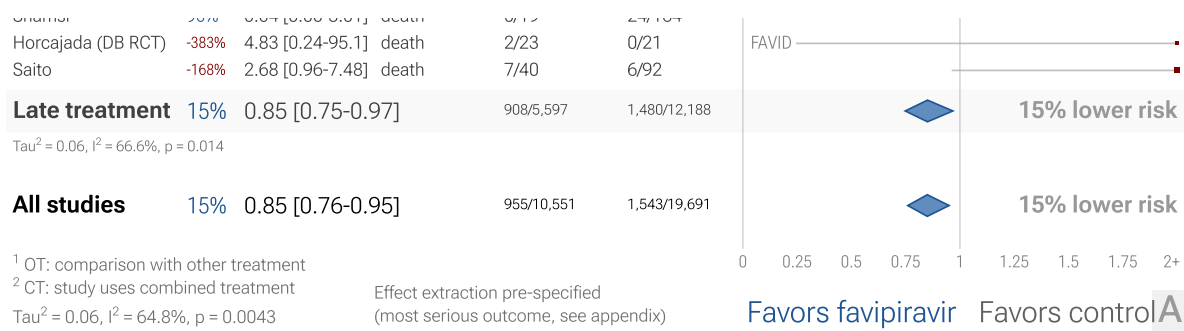 Horcajada (DB RCT) -383% 4.83 [0.24-95.1] death 2/23 0/21 FAVID
Saito -168% 2.68 [0.96-7.48] death 7/40 6/92
Late treatment 15% 0.85 [0.75-0.97] 908/5,597 1,480/12,188 15% lower risk
Tau² = 0.06, I² = 66.6%, p = 0.014
All studies 15% 0.85 [0.76-0.95] 955/10,551 1,543/19,691 15% lower risk
0 0.25 0.5 0.75 1 1.25 1.5 1.75 2+
¹ OT: comparison with other treatment
² CT: study uses combined treatment
Tau² = 0.06, I² = 64.8%, p = 0.0043
Effect extraction pre-specified
(most serious outcome, see appendix)
Favors favipiravir Favors control A